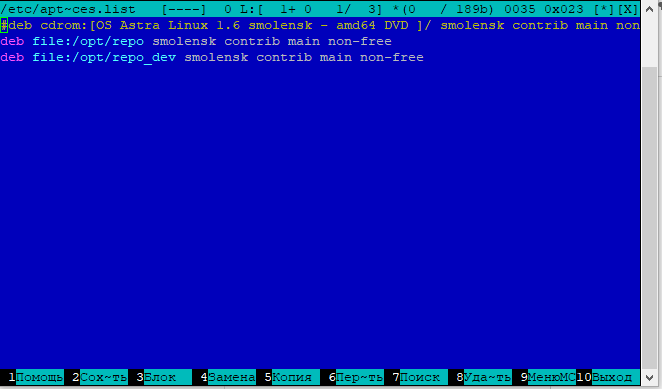 /etc/apt~ces.list [----] 0 L:[ 1+ 0 1/ 3] *(0 / 189b) 0035 0x023 [*][X]
#deb cdrom:[OS Astra Linux 1.6 smolensk - amd64 DVD ]/ smolensk contrib main non
deb file:/opt/repo smolensk contrib main non-free
deb file:/opt/repo_dev smolensk contrib main non-free
1Помощь 2Сох~ть 3Блок 4Замена 5Копия 6Пер~ть 7Поиск 8Уда~ть 9МенюMC 10Выход